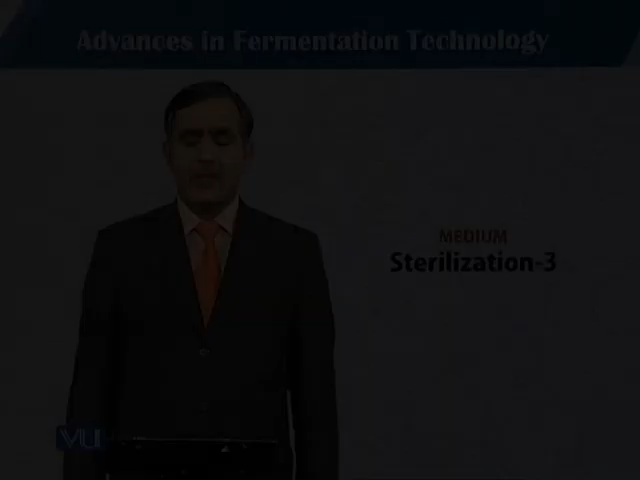 Advances in Fermentation Technology
MEDIUM
Sterilization-3
VU